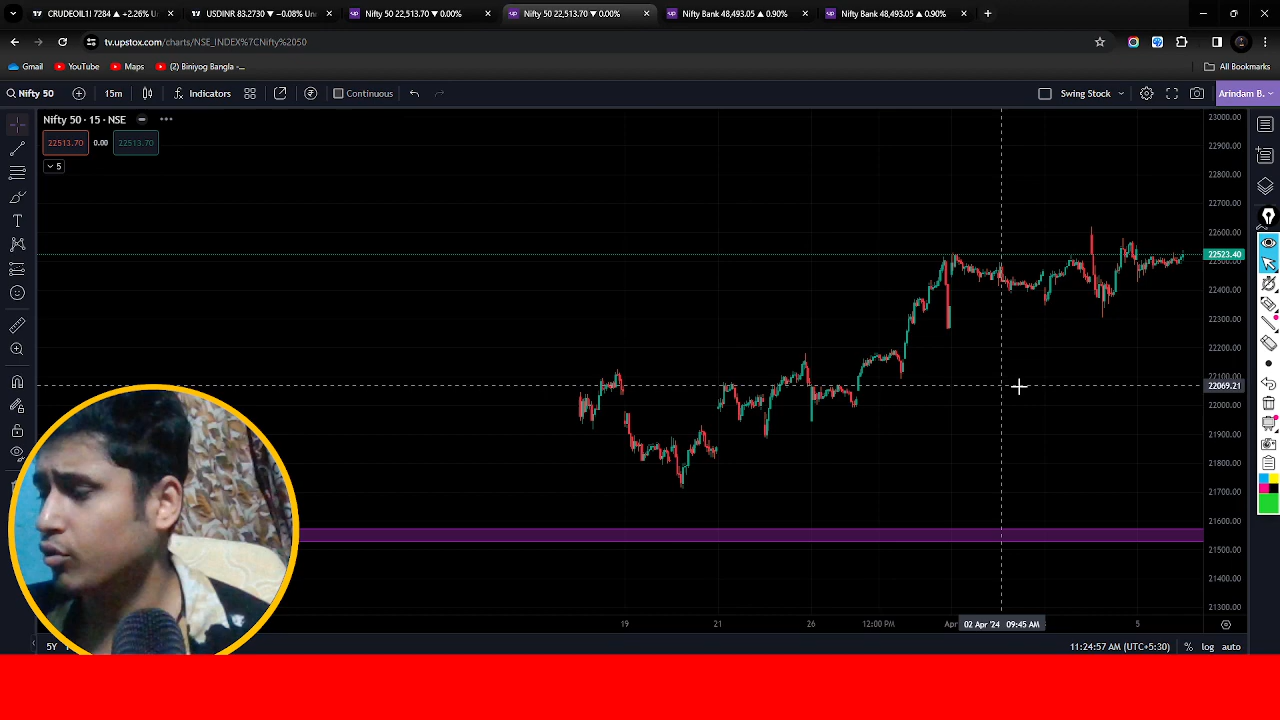 CRUDEOIL1! 7284 ▲ +2.26% Un
USDINR 83.2730 ▼ −0.08% Un
Nifty 50 22,513.70 ▼ 0.00%
Nifty 50 22,513.70 ▼ 0.00%
Nifty Bank 48,493.05 ▲ 0.90%
Nifty Bank 48,493.05 ▲ 0.90%
tv.upstox.com/charts/NSE_INDEX%7CNifty%2050
Gmail
YouTube
Maps
(2) Biniyog Bangla -...
All Bookmarks
Nifty 50
15m
Indicators
Continuous
Swing Stock
Arindam B.
Nifty 50 · 15 · NSE
22513.70 0.00 22513.70
5
23000.00
22900.00
22800.00
22700.00
22600.00
22523.40
22400.00
22300.00
22200.00
22100.00
22069.21
22000.00
21900.00
21800.00
21700.00
21600.00
21500.00
21400.00
21300.00
19 21 26 12:00 PM Apr 02 Apr '24 09:45 AM 5
5Y
11:24:57 AM (UTC+5:30) % log auto